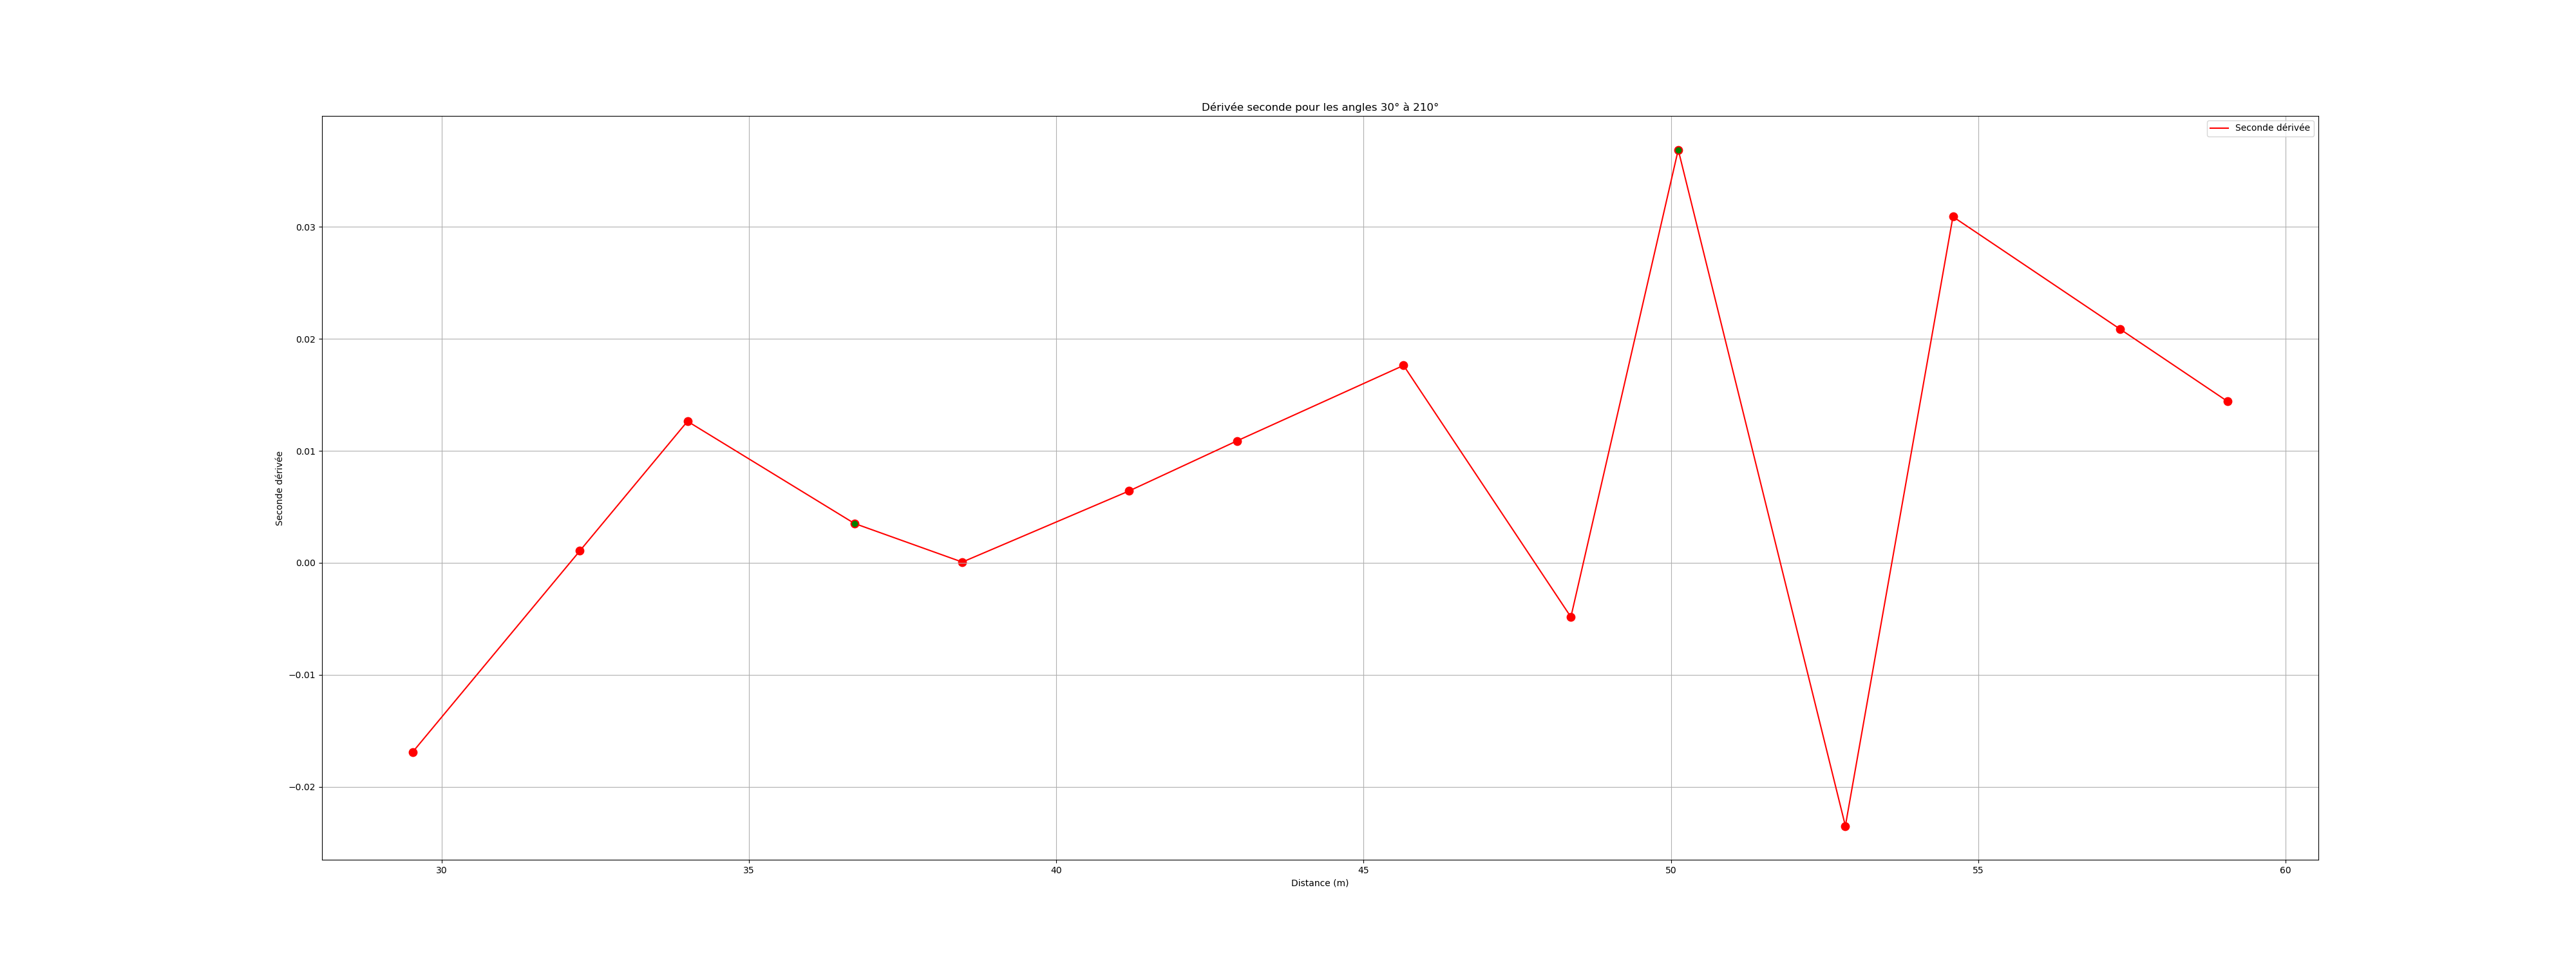 Dérivée seconde pour les angles 30° à 210°
Seconde dérivée
0.03
0.02
0.01
0.00
−0.01
−0.02
Seconde dérivée
30 35 40 45 50 55 60
Distance (m)